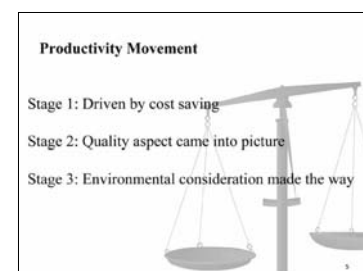 Productivity Movement
Stage 1: Driven by cost saving
Stage 2: Quality aspect came into picture
Stage 3: Environmental consideration made the way